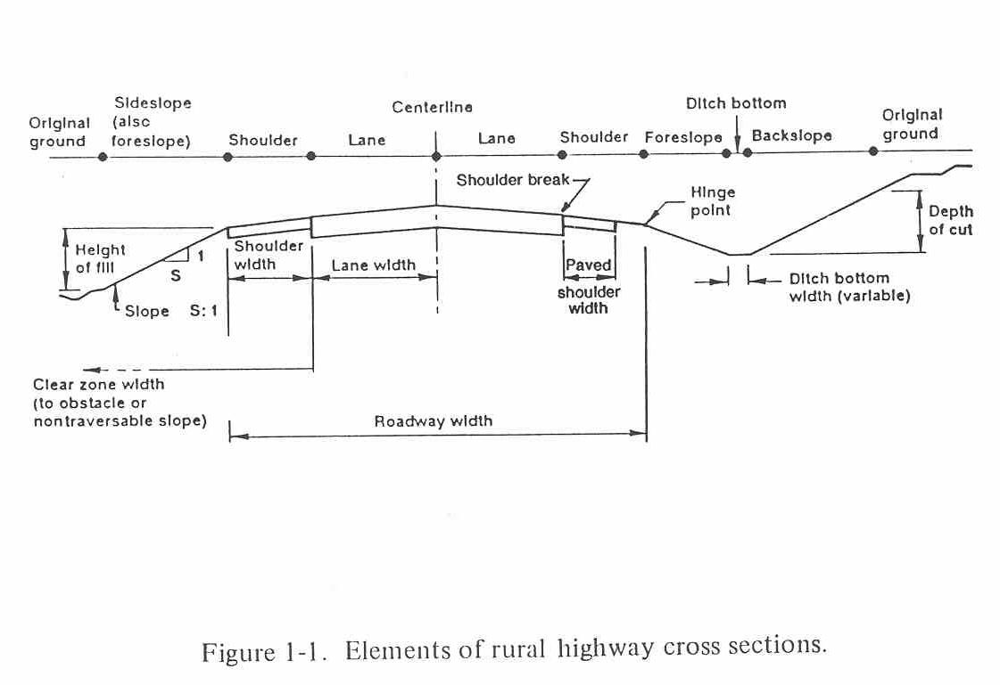 Sideslope
(alsc
foreslope)
Original
ground
Shoulder
Lane
Centerline
Lane
Shoulder
Foreslope
Ditch bottom
Backslope
Original
ground
Shoulder break
Hinge
point
Depth
of cut
Height
of fill
1
S
Shoulder
width
Lane width
Paved
shoulder
width
Ditch bottom
width (variable)
Slope S: 1
Clear zone width
(to obstacle or
nontraversable slope)
Roadway width
Figure 1-1. Elements of rural highway cross sections.